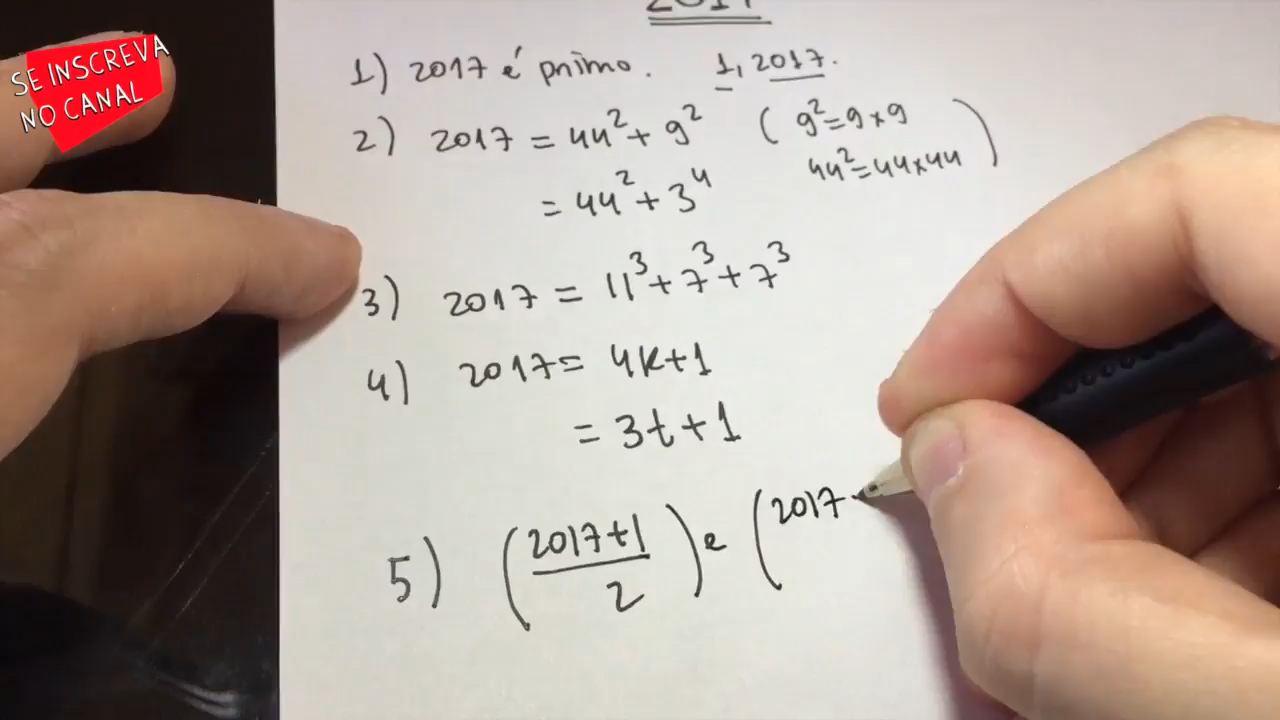 SE INSCREVA
NO CANAL
2017
1) 2017 é primo. 1, 2017.
2) 2017 = 44² + 9² (9² = 9 x 9
44² = 44 x 44)
= 44² + 3⁴
3) 2017 = 11³ + 7³ + 7³
4) 2017 = 4k + 1
= 3t + 1
5) (2017+1 / 2) e (2017 -